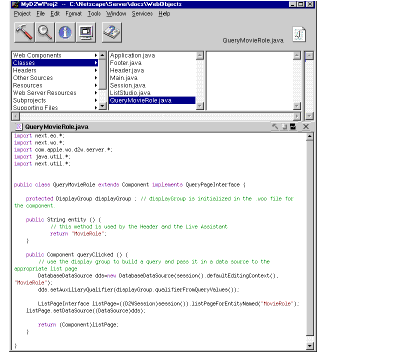 MyD2WProj2 -- C:\Netscape\Server\docs\WebObjects
Project File Edit Format Tools Window Services Help
QueryMovieRole.java
Web Components
Classes
Headers
Other Sources
Resources
Web Server Resources
Subprojects
Supporting Files
Application.java
Footer.java
Header.java
Main.java
Session.java
ListStudio.java
QueryMovieRole.java
QueryMovieRole.java
import next.eo.*;
import next.wo.*;
import com.apple.wo.d2w.server.*;
import java.util.*;
import next.util.*;
public class QueryMovieRole extends Component implements QueryPageInterface {
protected DisplayGroup displayGroup ; // displayGroup is initialized in the .woo file for
the component
public String entity () {
// this method is used by the Header and the Live Assistant
return "MovieRole";
}
public Component queryClicked () {
// use the display group to build a query and pass it in a data source to the
appropriate list page
DatabaseDataSource dds=new DatabaseDataSource(session().defaultEditingContext(),
"MovieRole");
dds.setAuxiliaryQualifier(displayGroup.qualifierFromQueryValues());
ListPageInterface listPage=((D2WSession)session()).listPageForEntityNamed("MovieRole");
listPage.setDataSource((DataSource)dds);
return (Component)listPage;
}
}